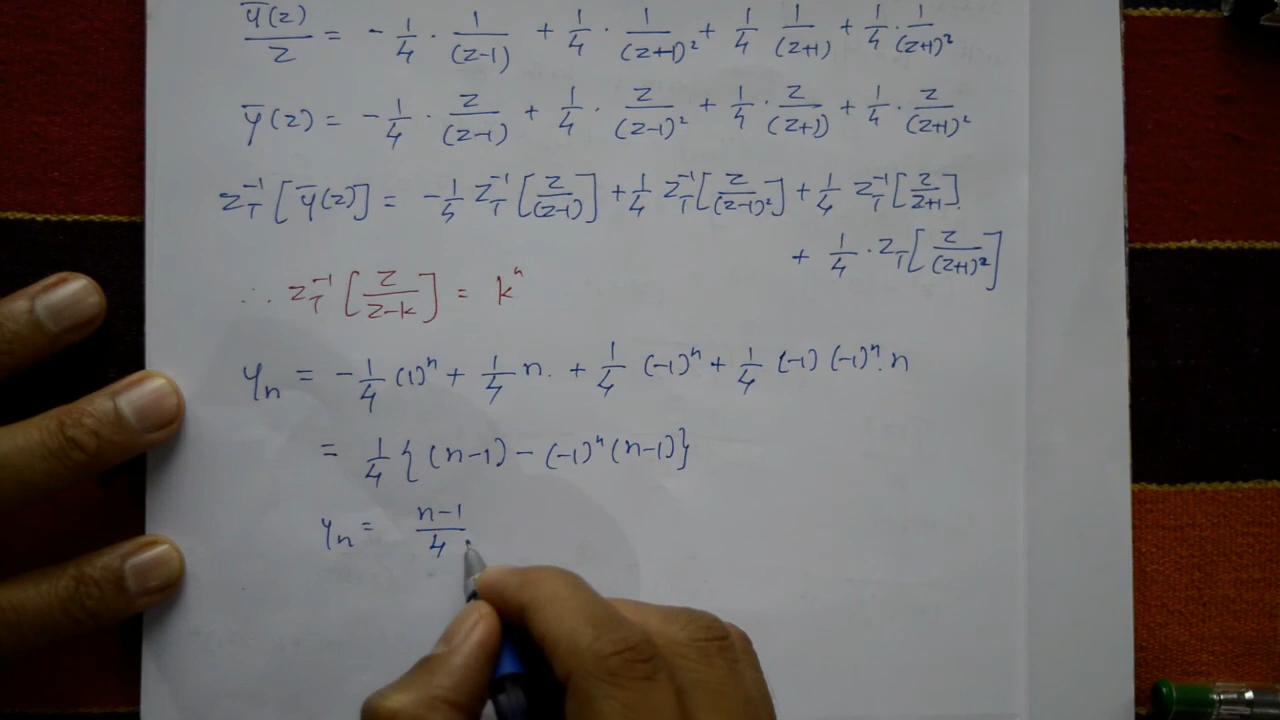 ȳ(z)/z = -1/4 · 1/(z-1) + 1/4 · 1/(z+1)² + 1/4 1/(z+1) + 1/4 · 1/(z+1)²
ȳ(z) = -1/4 · z/(z-1) + 1/4 · z/(z-1)² + 1/4 · z/(z+1) + 1/4 · z/(z+1)²
Z_T⁻¹[ȳ(z)] = -1/4 Z_T⁻¹[z/(z-1)] + 1/4 Z_T⁻¹[z/(z-1)²] + 1/4 Z_T⁻¹[z/z+1]
+ 1/4 · Z_T[z/(z+1)²]
∴ Z_T⁻¹[z/z-k] = kⁿ
yₙ = -1/4 (1)ⁿ + 1/4 n. + 1/4 (-1)ⁿ + 1/4 (-1) (-1)ⁿ. n
= 1/4 {(n-1) - (-1)ⁿ (n-1)}
yₙ = n-1/4